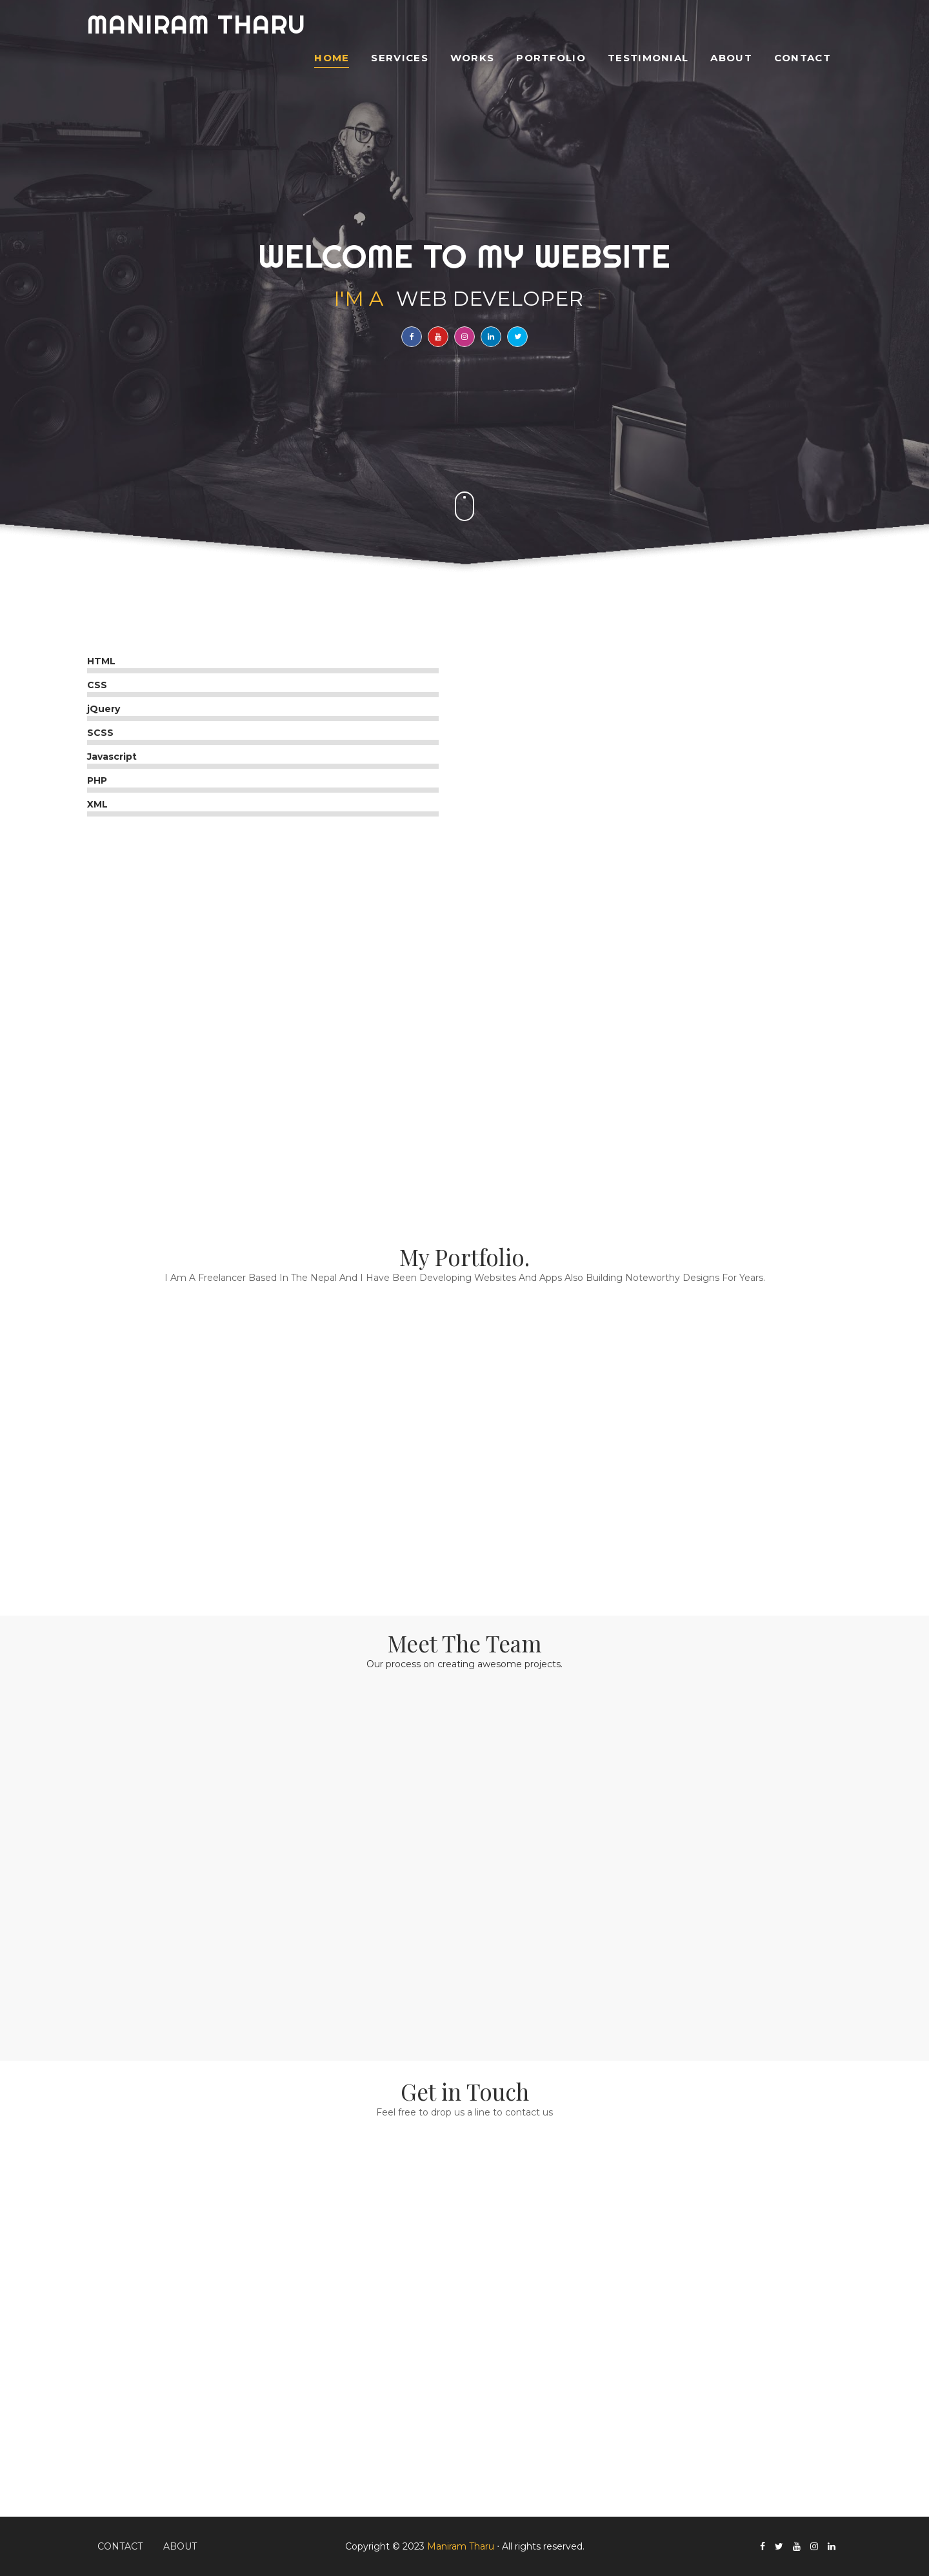 MANIRAM THARU
HOME SERVICES WORKS PORTFOLIO TESTIMONIAL ABOUT CONTACT
WELCOME TO MY WEBSITE
I'M A WEB DEVELOPER
HTML
CSS
jQuery
SCSS
Javascript
PHP
XML
My Portfolio.
I Am A Freelancer Based In The Nepal And I Have Been Developing Websites And Apps Also Building Noteworthy Designs For Years.
Meet The Team
Our process on creating awesome projects.
Get in Touch
Feel free to drop us a line to contact us
CONTACT ABOUT Copyright © 2023 Maniram Tharu · All rights reserved.